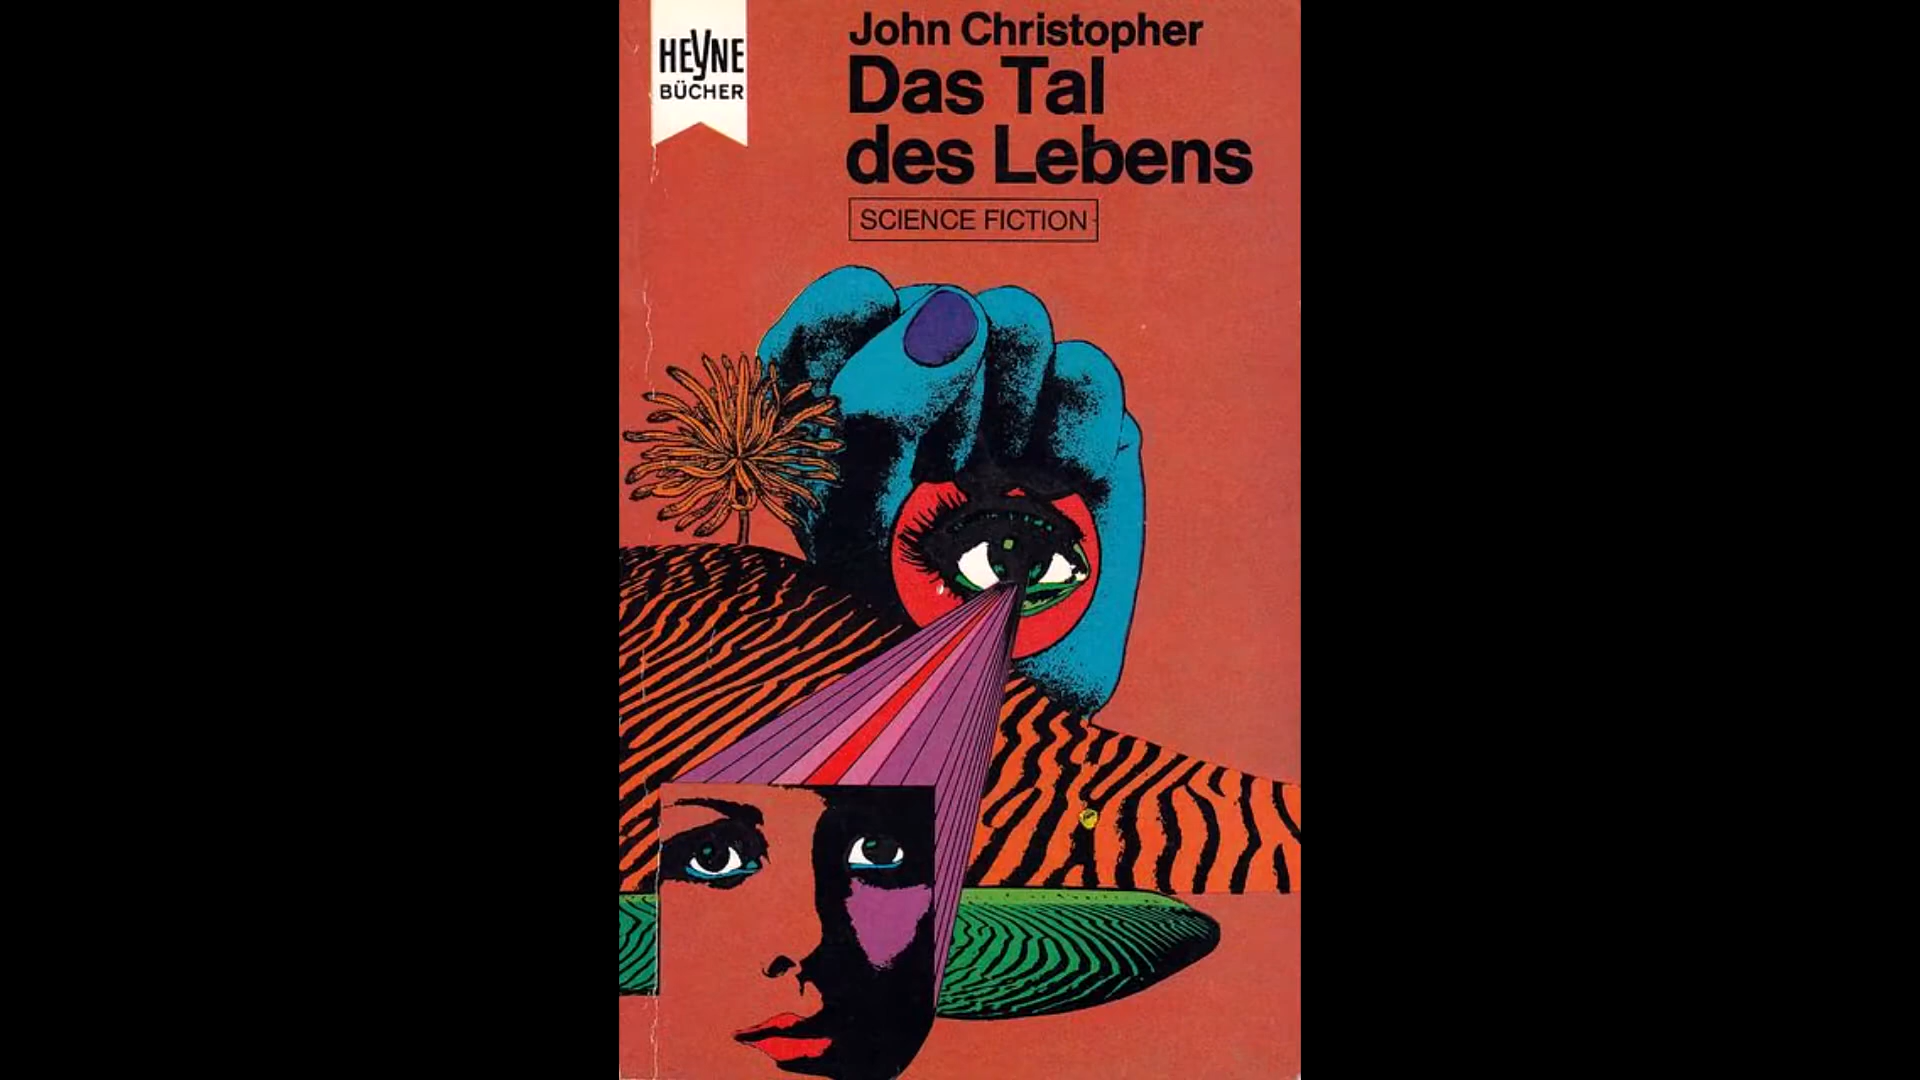 HEYNE
BÜCHER
John Christopher
Das Tal
des Lebens
SCIENCE FICTION